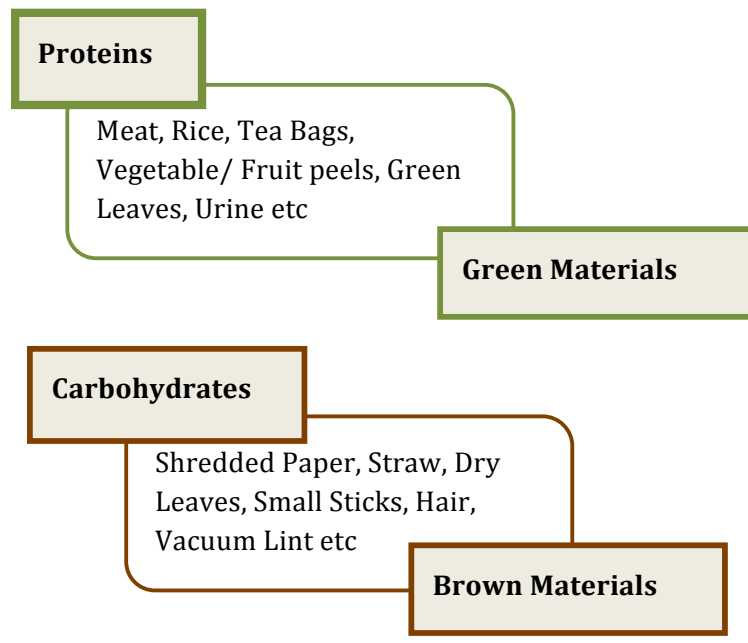 Proteins
Meat, Rice, Tea Bags,
Vegetable/ Fruit peels, Green
Leaves, Urine etc
Green Materials
Carbohydrates
Shredded Paper, Straw, Dry
Leaves, Small Sticks, Hair,
Vacuum Lint etc
Brown Materials